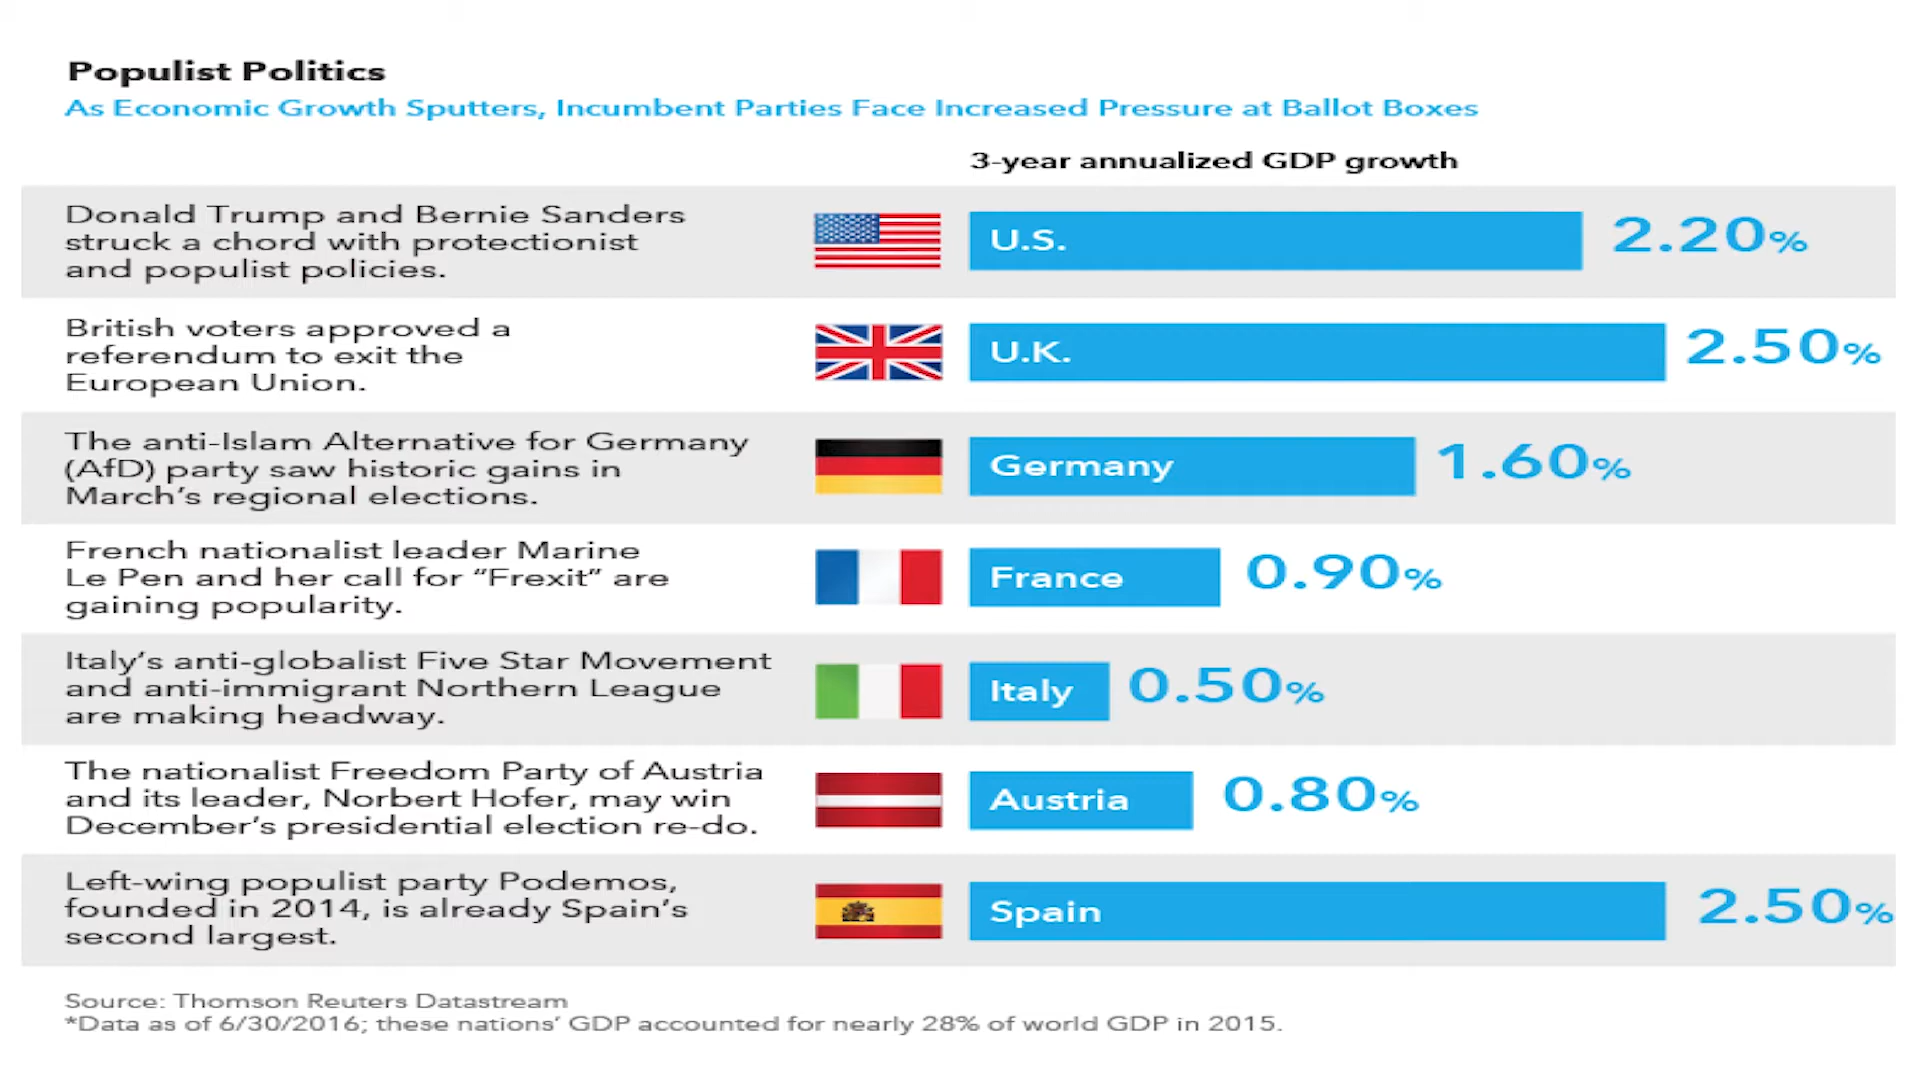 Populist Politics
As Economic Growth Sputters, Incumbent Parties Face Increased Pressure at Ballot Boxes
3-year annualized GDP growth
Donald Trump and Bernie Sanders
struck a chord with protectionist
and populist policies.
U.S.
2.20%
British voters approved a
referendum to exit the
European Union.
U.K.
2.50%
The anti-Islam Alternative for Germany
(AfD) party saw historic gains in
March's regional elections.
Germany
1.60%
French nationalist leader Marine
Le Pen and her call for “Frexit” are
gaining popularity.
France
0.90%
Italy's anti-globalist Five Star Movement
and anti-immigrant Northern League
are making headway.
Italy
0.50%
The nationalist Freedom Party of Austria
and its leader, Norbert Hofer, may win
December's presidential election re-do.
Austria
0.80%
Left-wing populist party Podemos,
founded in 2014, is already Spain's
second largest.
Spain
2.50%
Source: Thomson Reuters Datastream
*Data as of 6/30/2016; these nations' GDP accounted for nearly 28% of world GDP in 2015.